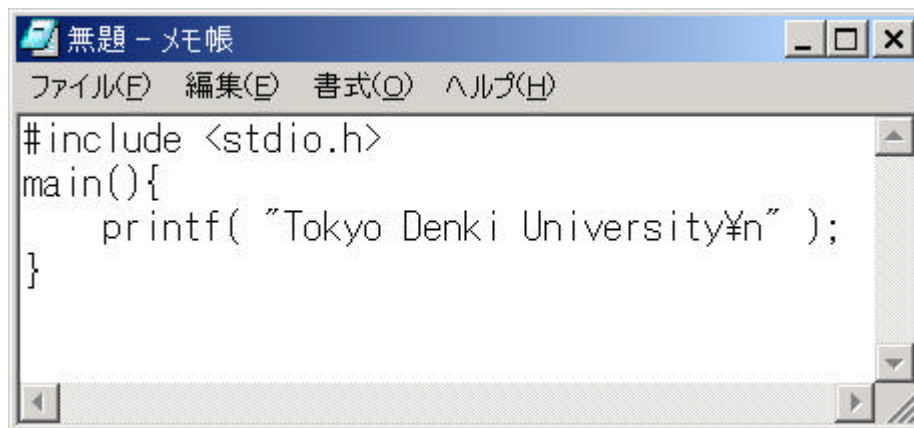 無題 - メモ帳
ファイル(F) 編集(E) 書式(O) ヘルプ(H)
#include <stdio.h>
main(){
    printf( "Tokyo Denki University¥n" );
}